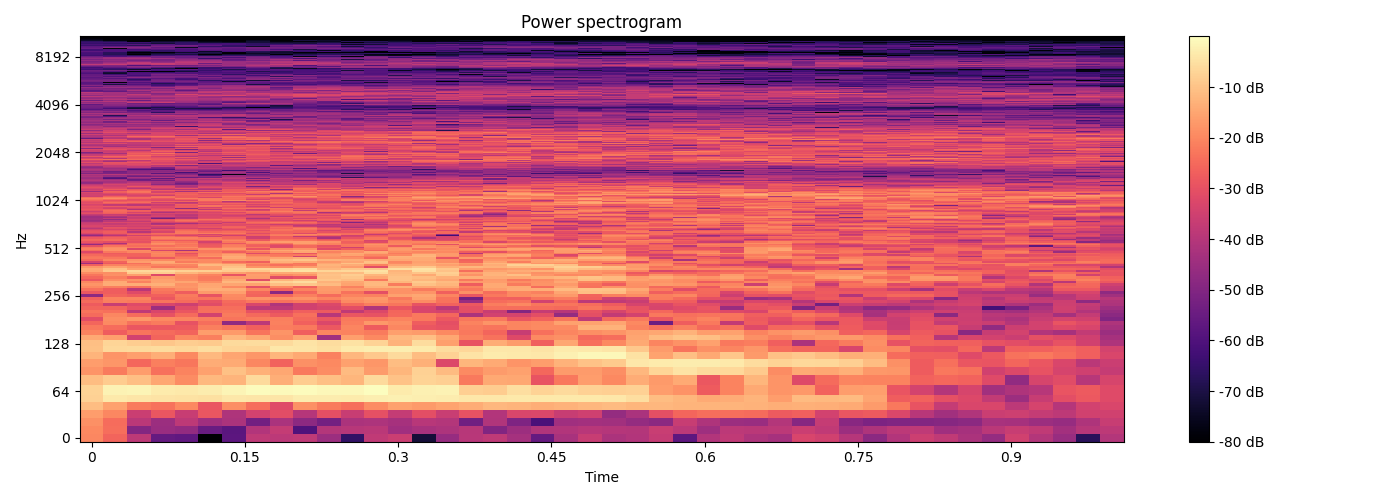 Power spectrogram
Hz
8192
4096
2048
1024
512
256
128
64
0
0 0.15 0.3 0.45 0.6 0.75 0.9
Time
-10 dB
-20 dB
-30 dB
-40 dB
-50 dB
-60 dB
-70 dB
-80 dB